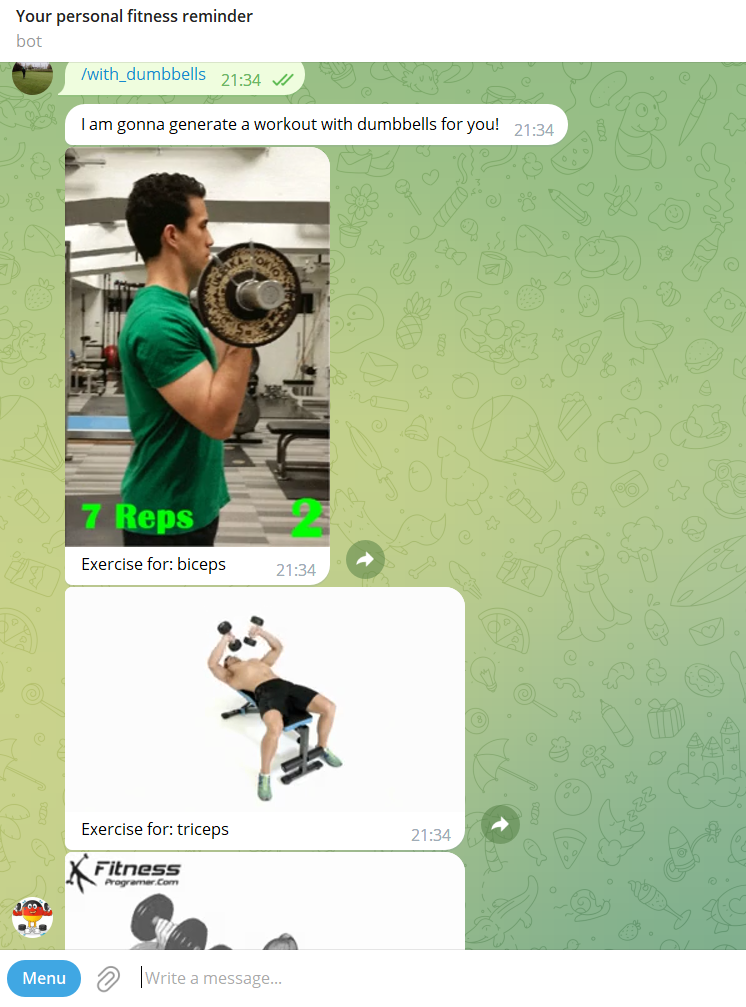 Your personal fitness reminder
bot
/with_dumbbells 21:34
I am gonna generate a workout with dumbbells for you! 21:34
7 Reps 2
Exercise for: biceps 21:34
Exercise for: triceps 21:34
Fitness
Programer.Com
Menu Write a message...